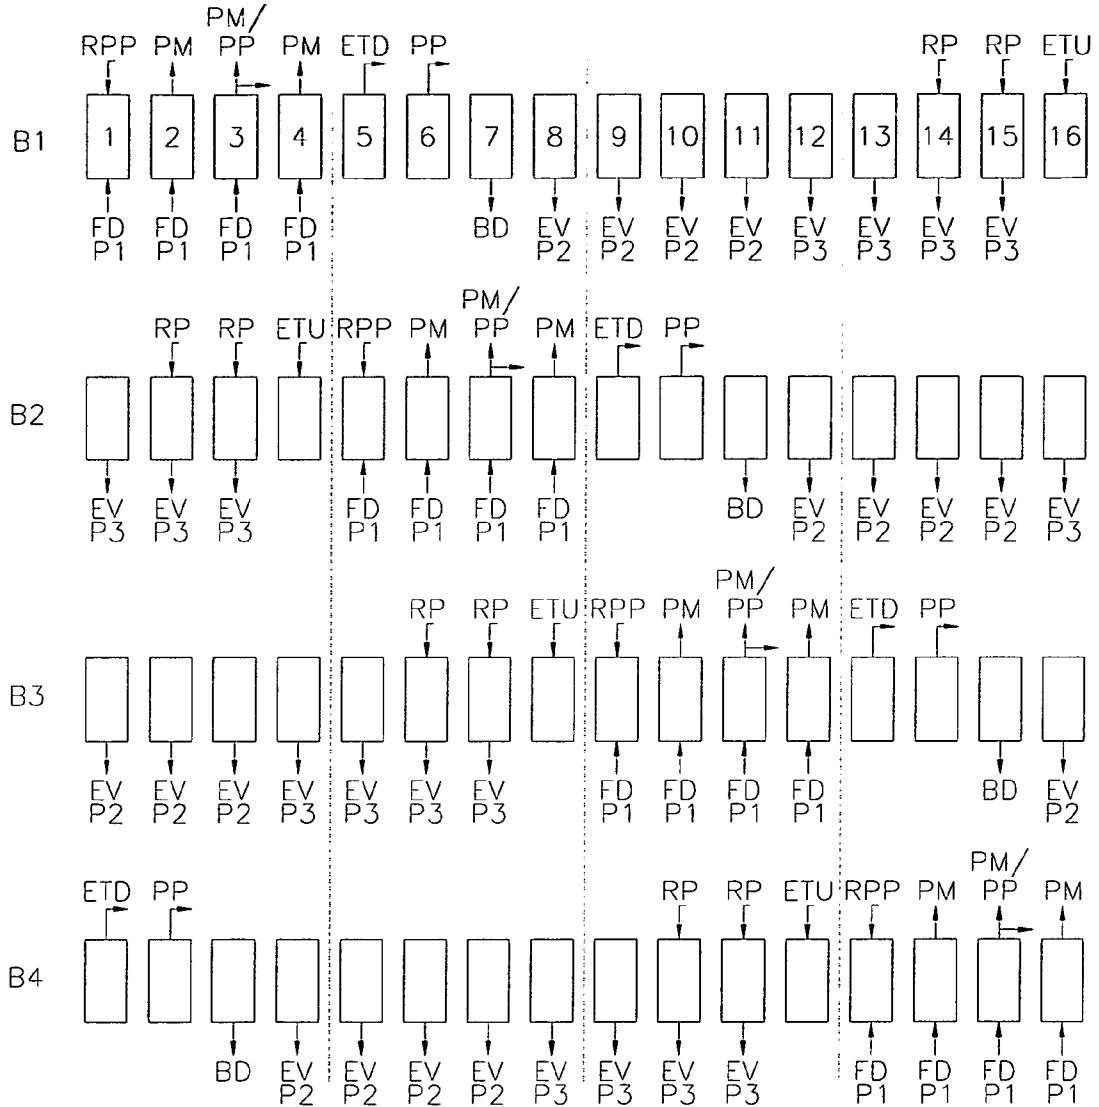 PM/
RPP PM PP PM ETD PP RP RP ETU
B1 1 2 3 4 5 6 7 8 9 10 11 12 13 14 15 16
FD FD FD FD BD EV EV EV EV EV EV EV EV
P1 P1 P1 P1 P2 P2 P2 P2 P3 P3 P3 P3
PM/
RP RP ETU RPP PM PP PM ETD PP
B2
EV EV EV FD FD FD FD BD EV EV EV EV EV
P3 P3 P3 P1 P1 P1 P1 P2 P2 P2 P2 P3
PM/
RP RP ETU RPP PM PP PM ETD PP
B3
EV EV EV EV EV EV EV FD FD FD FD BD EV
P2 P2 P2 P3 P3 P3 P3 P1 P1 P1 P1 P2
PM/
ETD PP RP RP ETU RPP PM PP PM
B4
BD EV EV EV EV EV EV EV EV FD FD FD FD
P2 P2 P2 P2 P3 P3 P3 P3 P1 P1 P1 P1